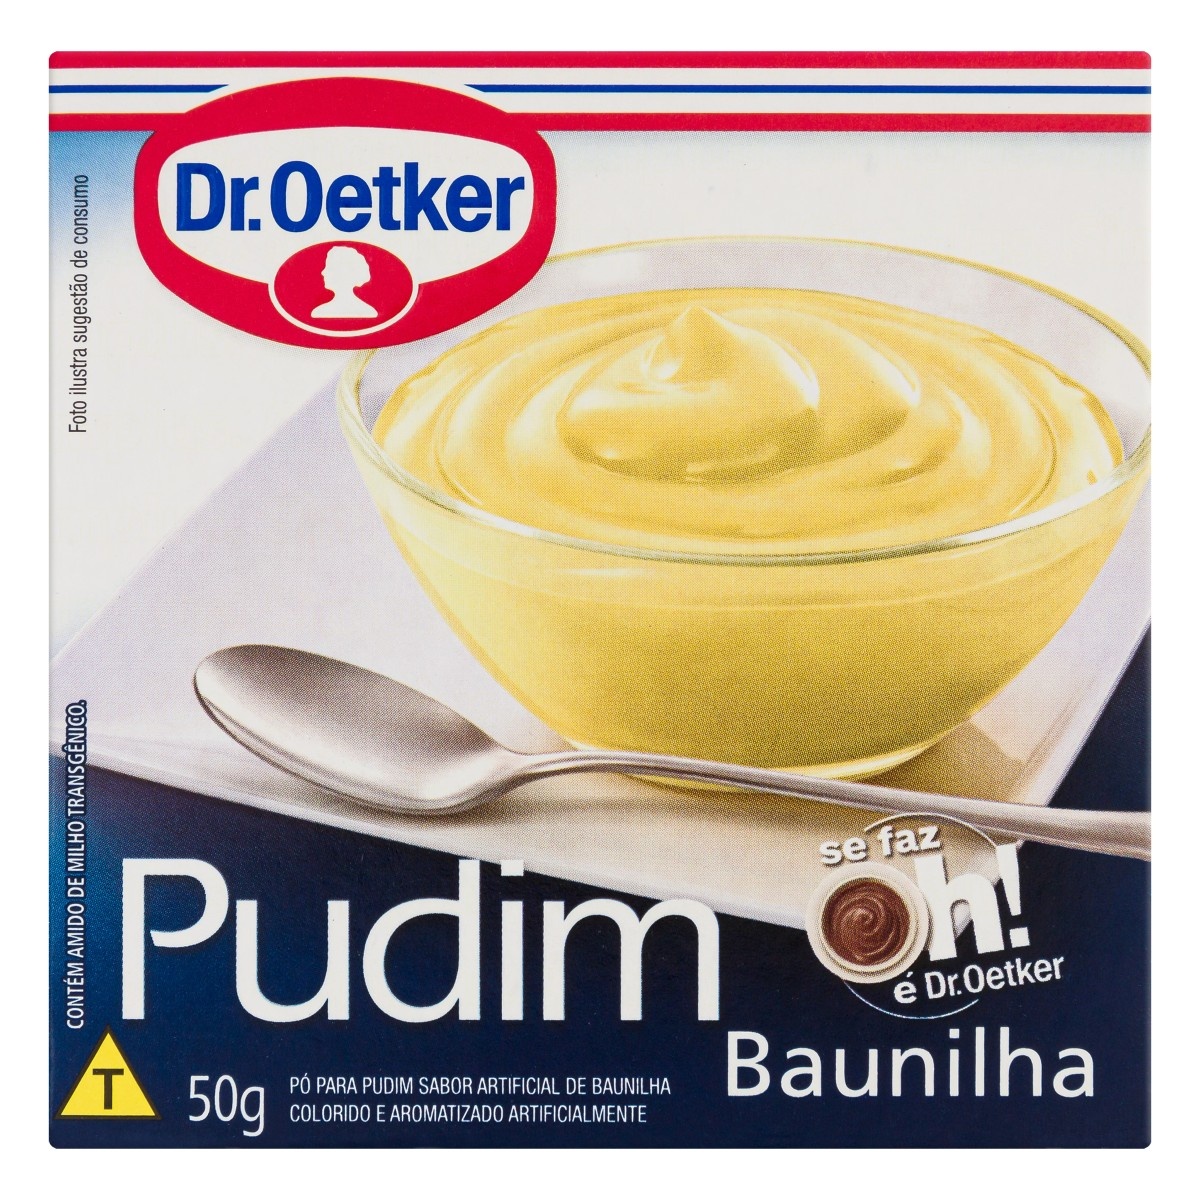 Dr.Oetker
Foto ilustra sugestão de consumo
CONTÉM AMIDO DE MILHO TRANSGÊNICO.
Pudim
se faz
Oh!
é Dr.Oetker
Baunilha
T
50g
PÓ PARA PUDIM SABOR ARTIFICIAL DE BAUNILHA
COLORIDO E AROMATIZADO ARTIFICIALMENTE